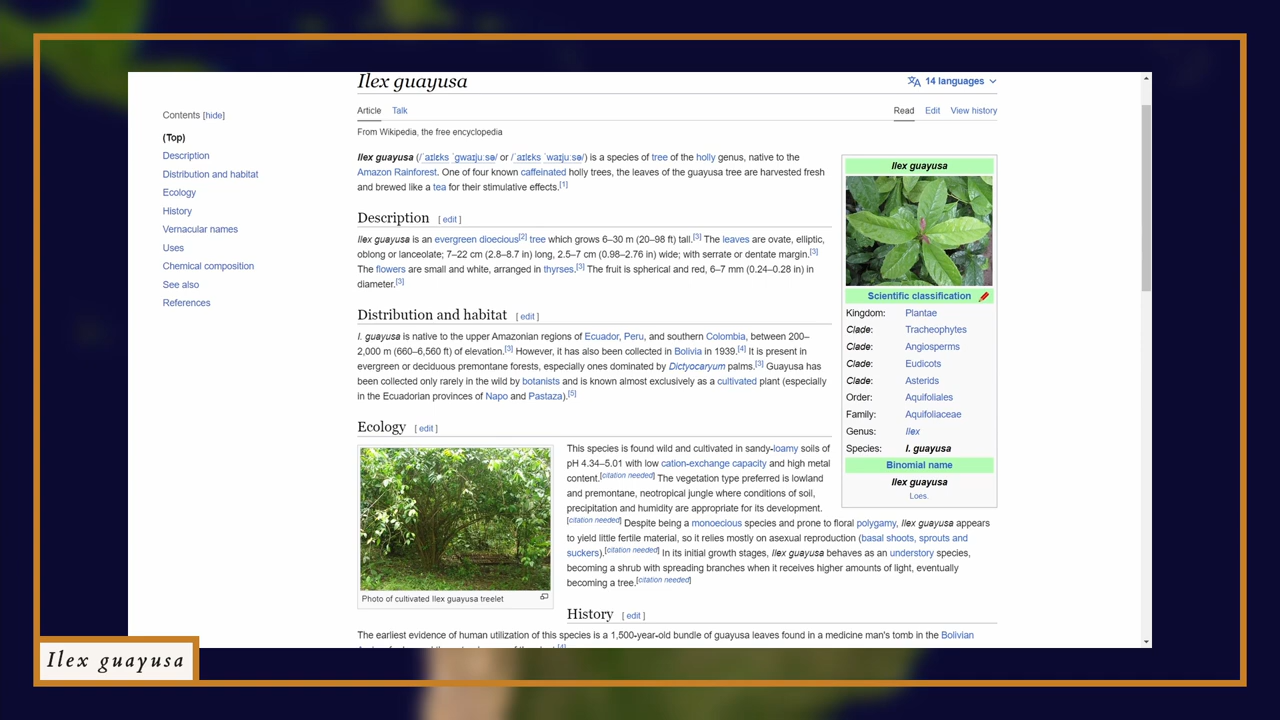 Ilex guayusa
14 languages
Contents [hide]
(Top)
Description
Distribution and habitat
Ecology
History
Vernacular names
Uses
Chemical composition
See also
References
Article Talk
Read Edit View history
From Wikipedia, the free encyclopedia
Ilex guayusa (/ˈaɪlɛks ˈɡwaɪjuːsə/ or /ˈaɪlɛks ˈwaɪjuːsə/) is a species of tree of the holly genus, native to the
Amazon Rainforest. One of four known caffeinated holly trees, the leaves of the guayusa tree are harvested fresh
and brewed like a tea for their stimulative effects.[1]
Description [ edit ]
Ilex guayusa is an evergreen dioecious[2] tree which grows 6–30 m (20–98 ft) tall.[3] The leaves are ovate, elliptic,
oblong or lanceolate; 7–22 cm (2.8–8.7 in) long, 2.5–7 cm (0.98–2.76 in) wide; with serrate or dentate margin.[3]
The flowers are small and white, arranged in thyrses.[3] The fruit is spherical and red, 6–7 mm (0.24–0.28 in) in
diameter.[3]
Distribution and habitat [ edit ]
I. guayusa is native to the upper Amazonian regions of Ecuador, Peru, and southern Colombia, between 200–
2,000 m (660–6,560 ft) of elevation.[3] However, it has also been collected in Bolivia in 1939.[4] It is present in
evergreen or deciduous premontane forests, especially ones dominated by Dictyocaryum palms.[3] Guayusa has
been collected only rarely in the wild by botanists and is known almost exclusively as a cultivated plant (especially
in the Ecuadorian provinces of Napo and Pastaza).[5]
Ecology [ edit ]
This species is found wild and cultivated in sandy-loamy soils of
pH 4.34–5.01 with low cation-exchange capacity and high metal
content.[citation needed] The vegetation type preferred is lowland
and premontane, neotropical jungle where conditions of soil,
precipitation and humidity are appropriate for its development.
[citation needed] Despite being a monoecious species and prone to floral polygamy, Ilex guayusa appears
to yield little fertile material, so it relies mostly on asexual reproduction (basal shoots, sprouts and
suckers).[citation needed] In its initial growth stages, Ilex guayusa behaves as an understory species,
becoming a shrub with spreading branches when it receives higher amounts of light, eventually
becoming a tree.[citation needed]
Photo of cultivated Ilex guayusa treelet
History [ edit ]
The earliest evidence of human utilization of this species is a 1,500-year-old bundle of guayusa leaves found in a medicine man's tomb in the Bolivian
Ilex guayusa
Scientific classification
Kingdom: Plantae
Clade: Tracheophytes
Clade: Angiosperms
Clade: Eudicots
Clade: Asterids
Order: Aquifoliales
Family: Aquifoliaceae
Genus: Ilex
Species: I. guayusa
Binomial name
Ilex guayusa
Loes.
Ilex guayusa